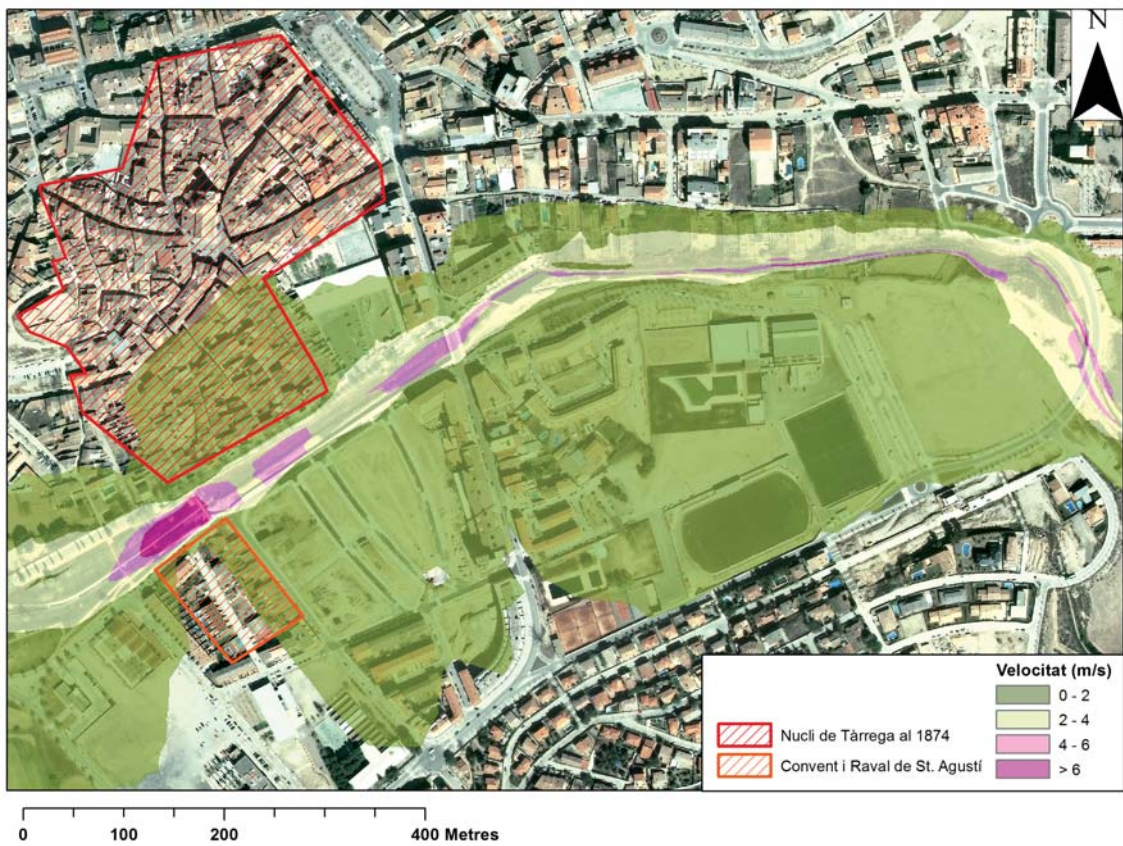 N
Velocitat (m/s)
0 - 2
2 - 4
4 - 6
> 6
Nucli de Tàrrega al 1874
Convent i Raval de St. Agustí
0 100 200 400 Metres